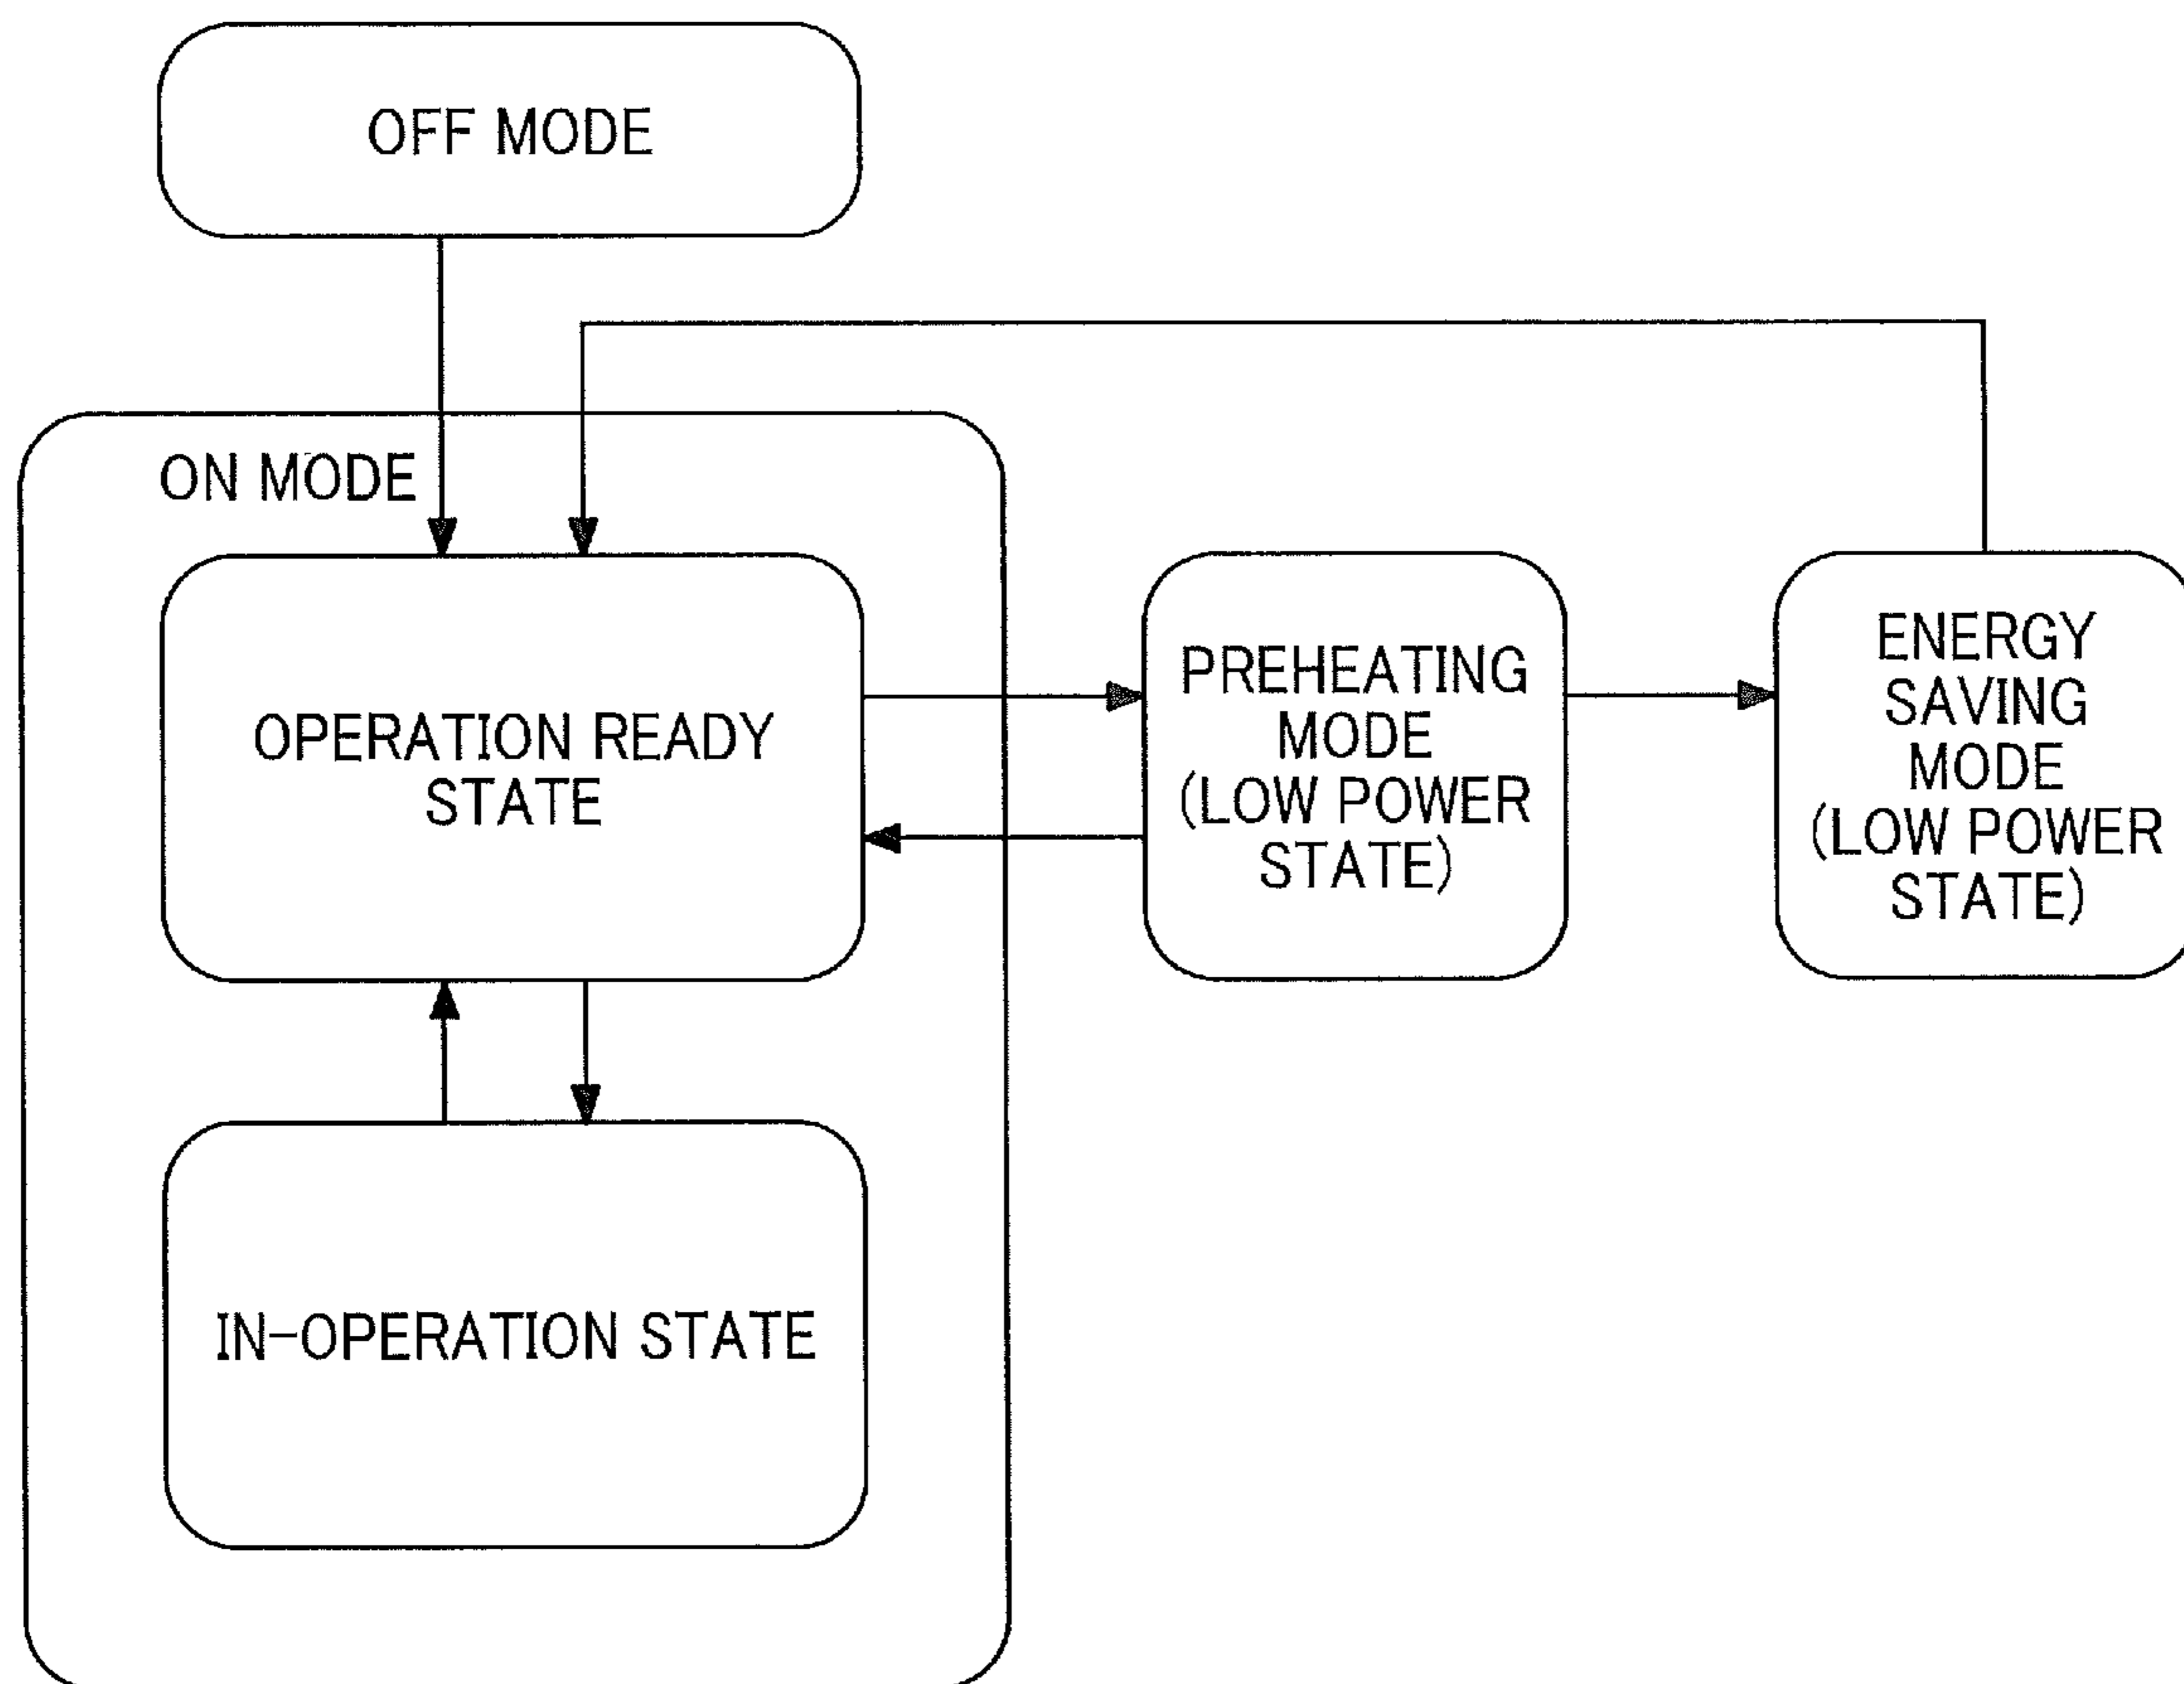 OFF MODE
ON MODE
OPERATION READY
STATE
PREHEATING
MODE
(LOW POWER
STATE)
ENERGY
SAVING
MODE
(LOW POWER
STATE)
IN-OPERATION STATE